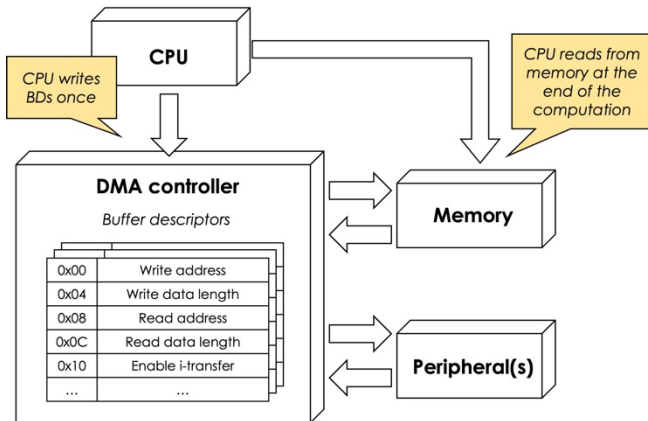 CPU
CPU writes
BDs once
CPU reads from
memory at the
end of the
computation
DMA controller
Buffer descriptors
0x00 Write address
0x04 Write data length
0x08 Read address
0x0C Read data length
0x10 Enable i-transfer
... ...
Memory
Peripheral(s)